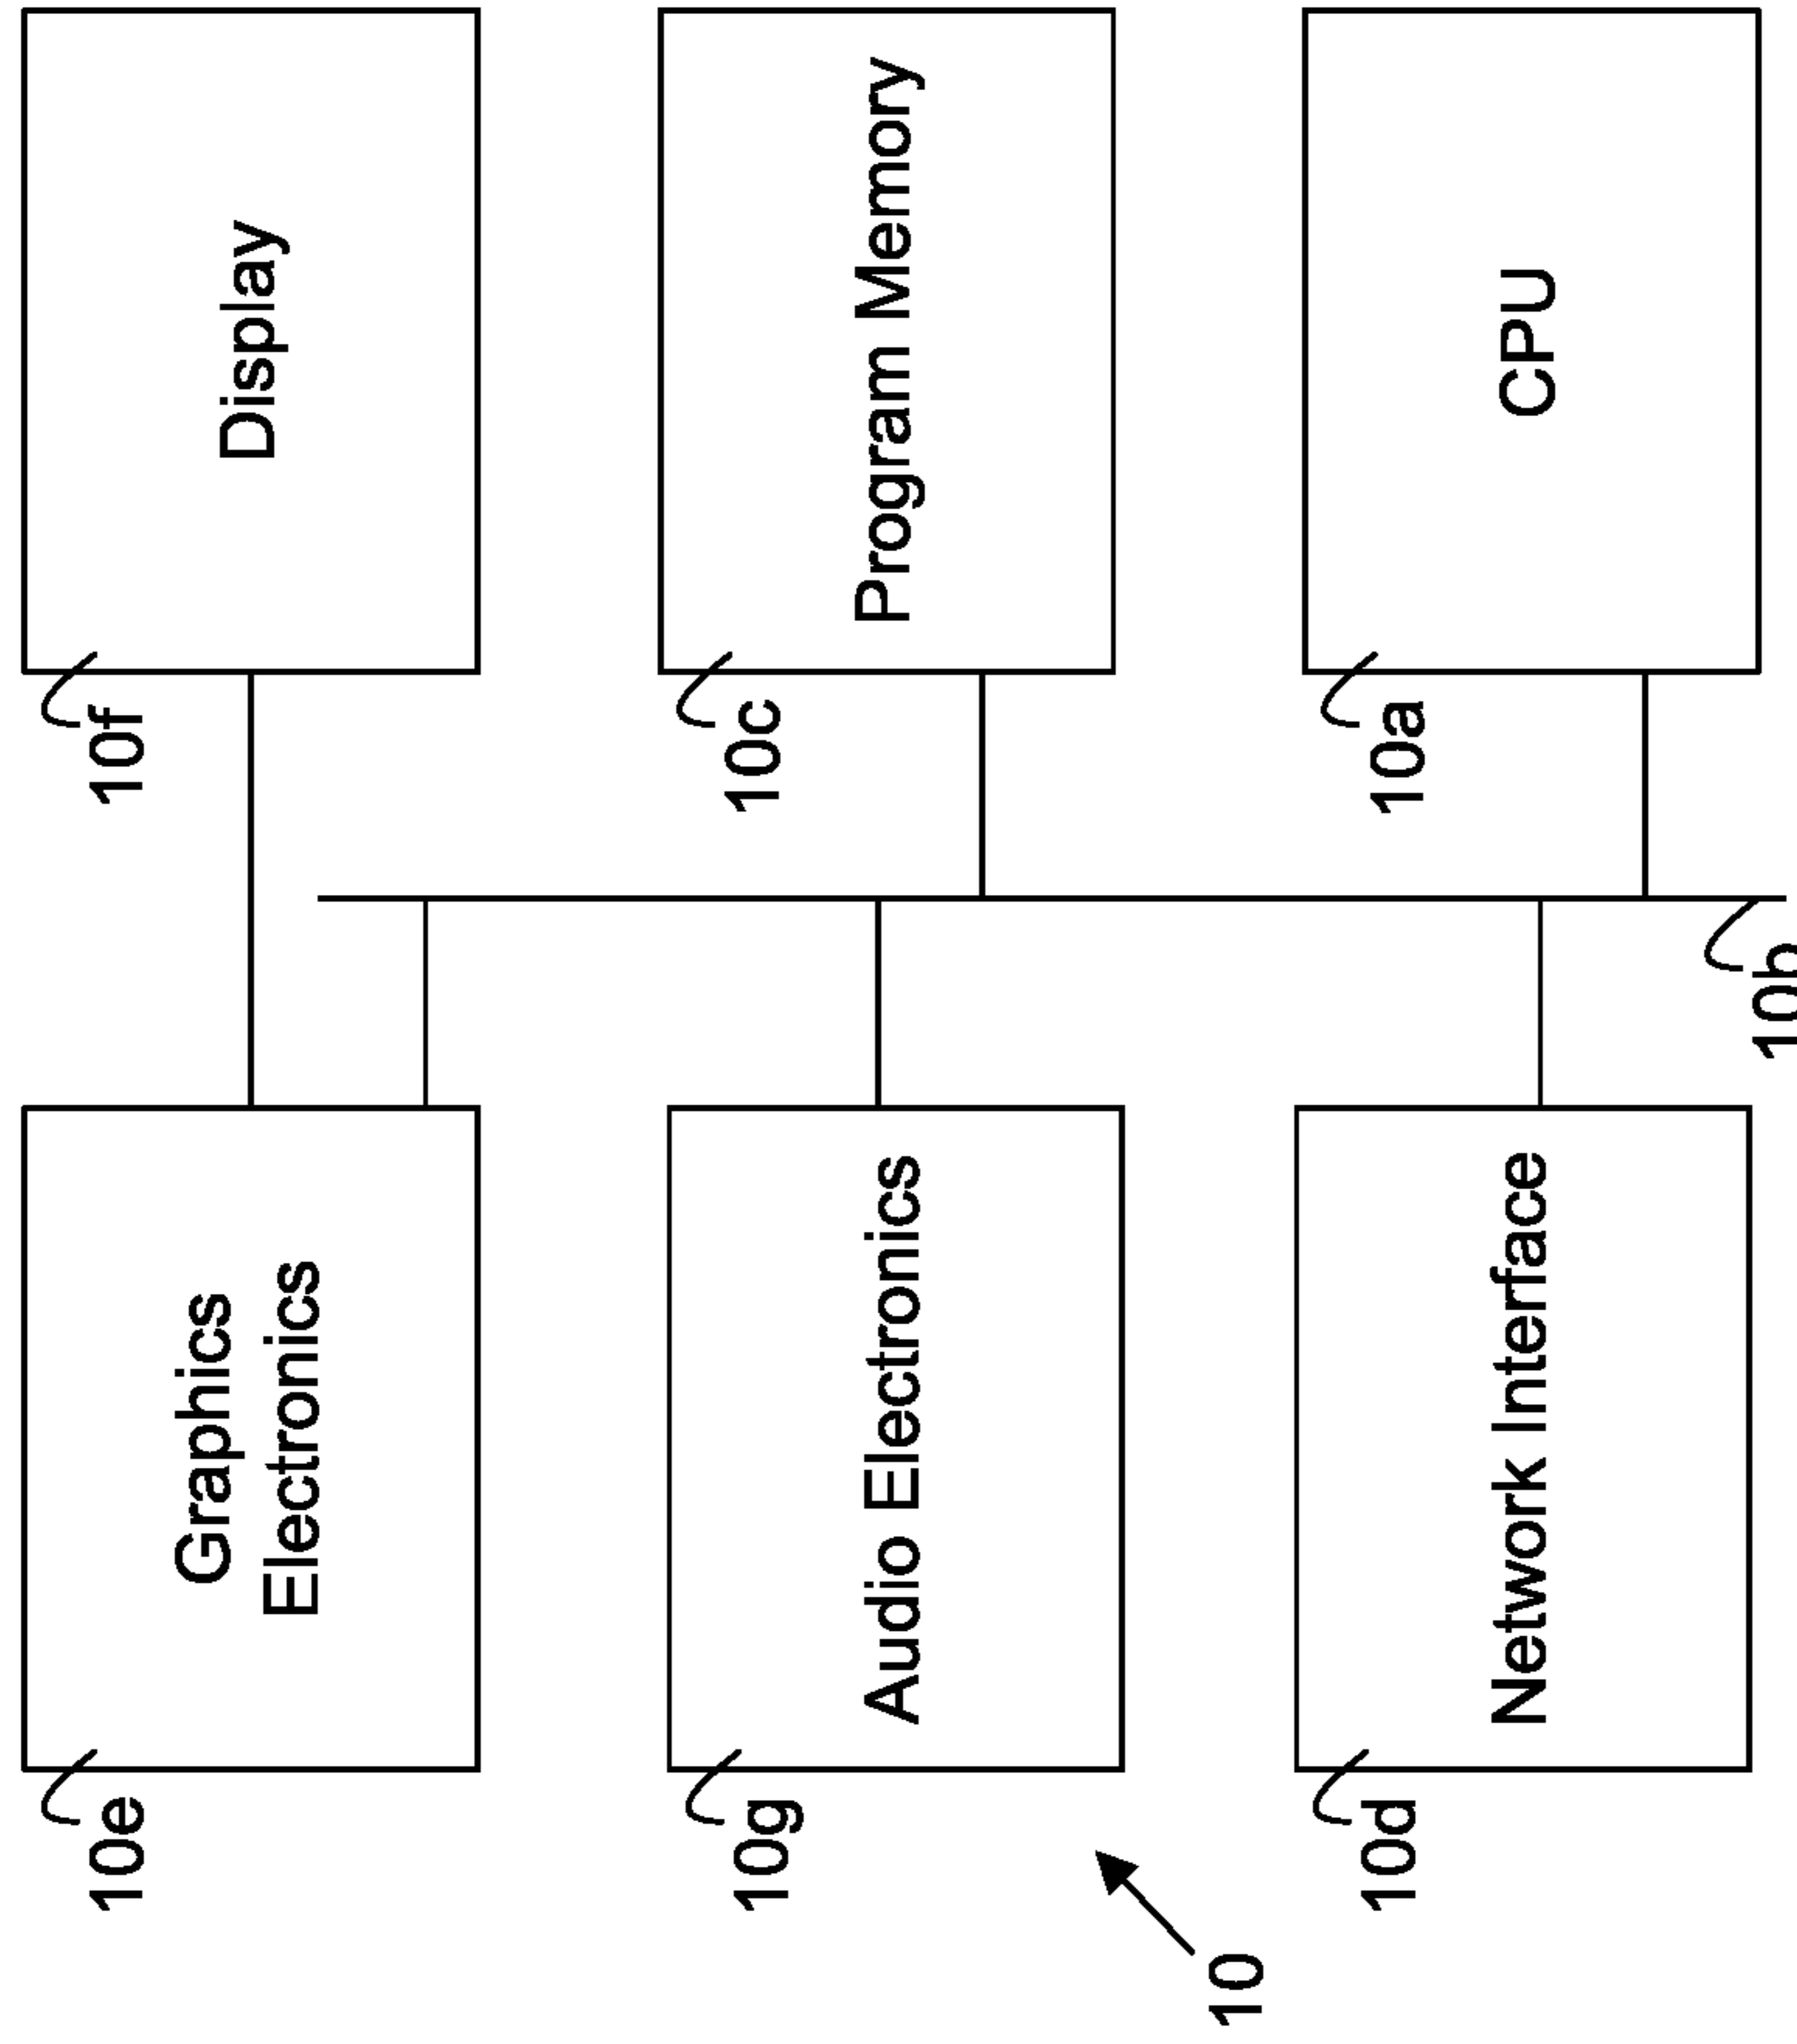 10e
10f
Graphics
Electronics
Display
10g
10c
Audio Electronics
Program Memory
10
10d
10a
Network Interface
CPU
10b